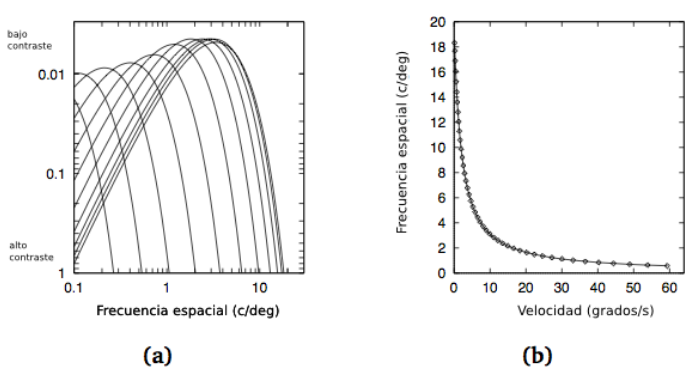 bajo
contraste
0.01
0.1
alto
contraste
1
0.1
1
10
Frecuencia espacial (c/deg)
(a)
20
18
16
14
12
10
8
6
4
2
0
Frecuencia espacial (c/deg)
0 10 20 30 40 50 60
Velocidad (grados/s)
(b)